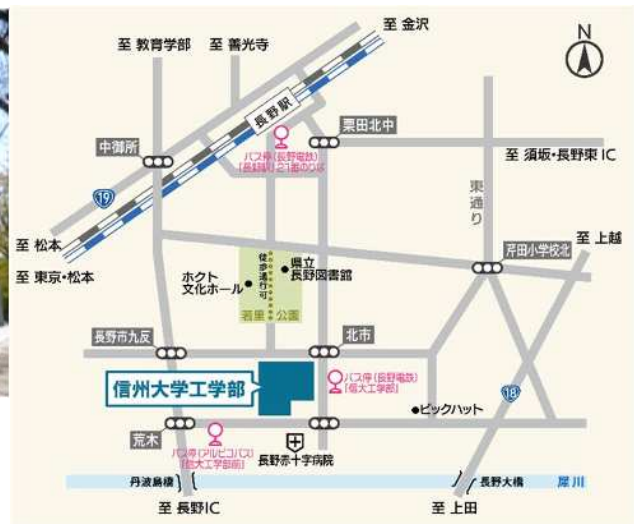 至 金沢
至 教育学部
至 善光寺
N
長野駅
栗田北中
中御所
バス停(長野電鉄)
「長野駅」21番のりば
至 須坂・長野東IC
19
東通り
至 松本
至 上越
芹田小学校北
至 東京・松本
県立
長野図書館
ホクト
文化ホール
徒歩通行可
若里
公園
長野市九反
北市
信州大学工学部
バス停(長野電鉄)
「信大工学部」
18
ビックハット
荒木
バス停(アルピコバス)
「信大工学部前」
長野赤十字病院
丹波島橋
長野大橋
犀川
至 長野IC
至 上田